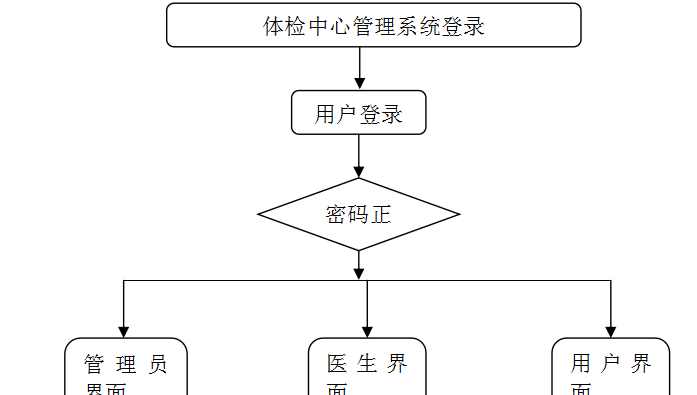 体检中心管理系统登录
用户登录
密码正
管理员 医生界 用户界
界面 面 面